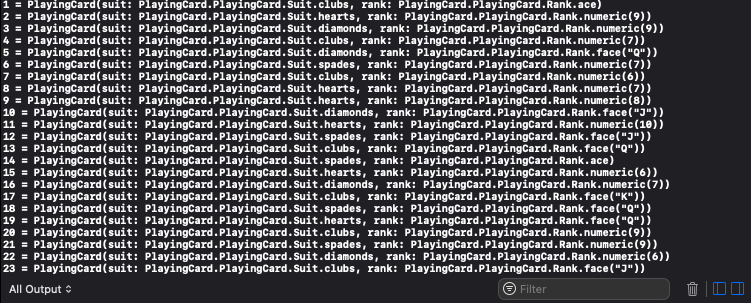 1 = PlayingCard(suit: PlayingCard.PlayingCard.Suit.clubs, rank: PlayingCard.PlayingCard.Rank.ace)
2 = PlayingCard(suit: PlayingCard.PlayingCard.Suit.hearts, rank: PlayingCard.PlayingCard.Rank.numeric(9))
3 = PlayingCard(suit: PlayingCard.PlayingCard.Suit.diamonds, rank: PlayingCard.PlayingCard.Rank.numeric(9))
4 = PlayingCard(suit: PlayingCard.PlayingCard.Suit.clubs, rank: PlayingCard.PlayingCard.Rank.numeric(7))
5 = PlayingCard(suit: PlayingCard.PlayingCard.Suit.diamonds, rank: PlayingCard.PlayingCard.Rank.face("Q"))
6 = PlayingCard(suit: PlayingCard.PlayingCard.Suit.spades, rank: PlayingCard.PlayingCard.Rank.numeric(7))
7 = PlayingCard(suit: PlayingCard.PlayingCard.Suit.clubs, rank: PlayingCard.PlayingCard.Rank.numeric(6))
8 = PlayingCard(suit: PlayingCard.PlayingCard.Suit.hearts, rank: PlayingCard.PlayingCard.Rank.numeric(7))
9 = PlayingCard(suit: PlayingCard.PlayingCard.Suit.hearts, rank: PlayingCard.PlayingCard.Rank.numeric(8))
10 = PlayingCard(suit: PlayingCard.PlayingCard.Suit.diamonds, rank: PlayingCard.PlayingCard.Rank.face("J"))
11 = PlayingCard(suit: PlayingCard.PlayingCard.Suit.hearts, rank: PlayingCard.PlayingCard.Rank.numeric(10))
12 = PlayingCard(suit: PlayingCard.PlayingCard.Suit.spades, rank: PlayingCard.PlayingCard.Rank.face("J"))
13 = PlayingCard(suit: PlayingCard.PlayingCard.Suit.clubs, rank: PlayingCard.PlayingCard.Rank.face("Q"))
14 = PlayingCard(suit: PlayingCard.PlayingCard.Suit.spades, rank: PlayingCard.PlayingCard.Rank.ace)
15 = PlayingCard(suit: PlayingCard.PlayingCard.Suit.hearts, rank: PlayingCard.PlayingCard.Rank.numeric(6))
16 = PlayingCard(suit: PlayingCard.PlayingCard.Suit.diamonds, rank: PlayingCard.PlayingCard.Rank.numeric(7))
17 = PlayingCard(suit: PlayingCard.PlayingCard.Suit.clubs, rank: PlayingCard.PlayingCard.Rank.face("K"))
18 = PlayingCard(suit: PlayingCard.PlayingCard.Suit.spades, rank: PlayingCard.PlayingCard.Rank.face("Q"))
19 = PlayingCard(suit: PlayingCard.PlayingCard.Suit.hearts, rank: PlayingCard.PlayingCard.Rank.face("Q"))
20 = PlayingCard(suit: PlayingCard.PlayingCard.Suit.clubs, rank: PlayingCard.PlayingCard.Rank.numeric(9))
21 = PlayingCard(suit: PlayingCard.PlayingCard.Suit.spades, rank: PlayingCard.PlayingCard.Rank.numeric(9))
22 = PlayingCard(suit: PlayingCard.PlayingCard.Suit.diamonds, rank: PlayingCard.PlayingCard.Rank.numeric(6))
23 = PlayingCard(suit: PlayingCard.PlayingCard.Suit.clubs, rank: PlayingCard.PlayingCard.Rank.face("J"))
All Output
Filter